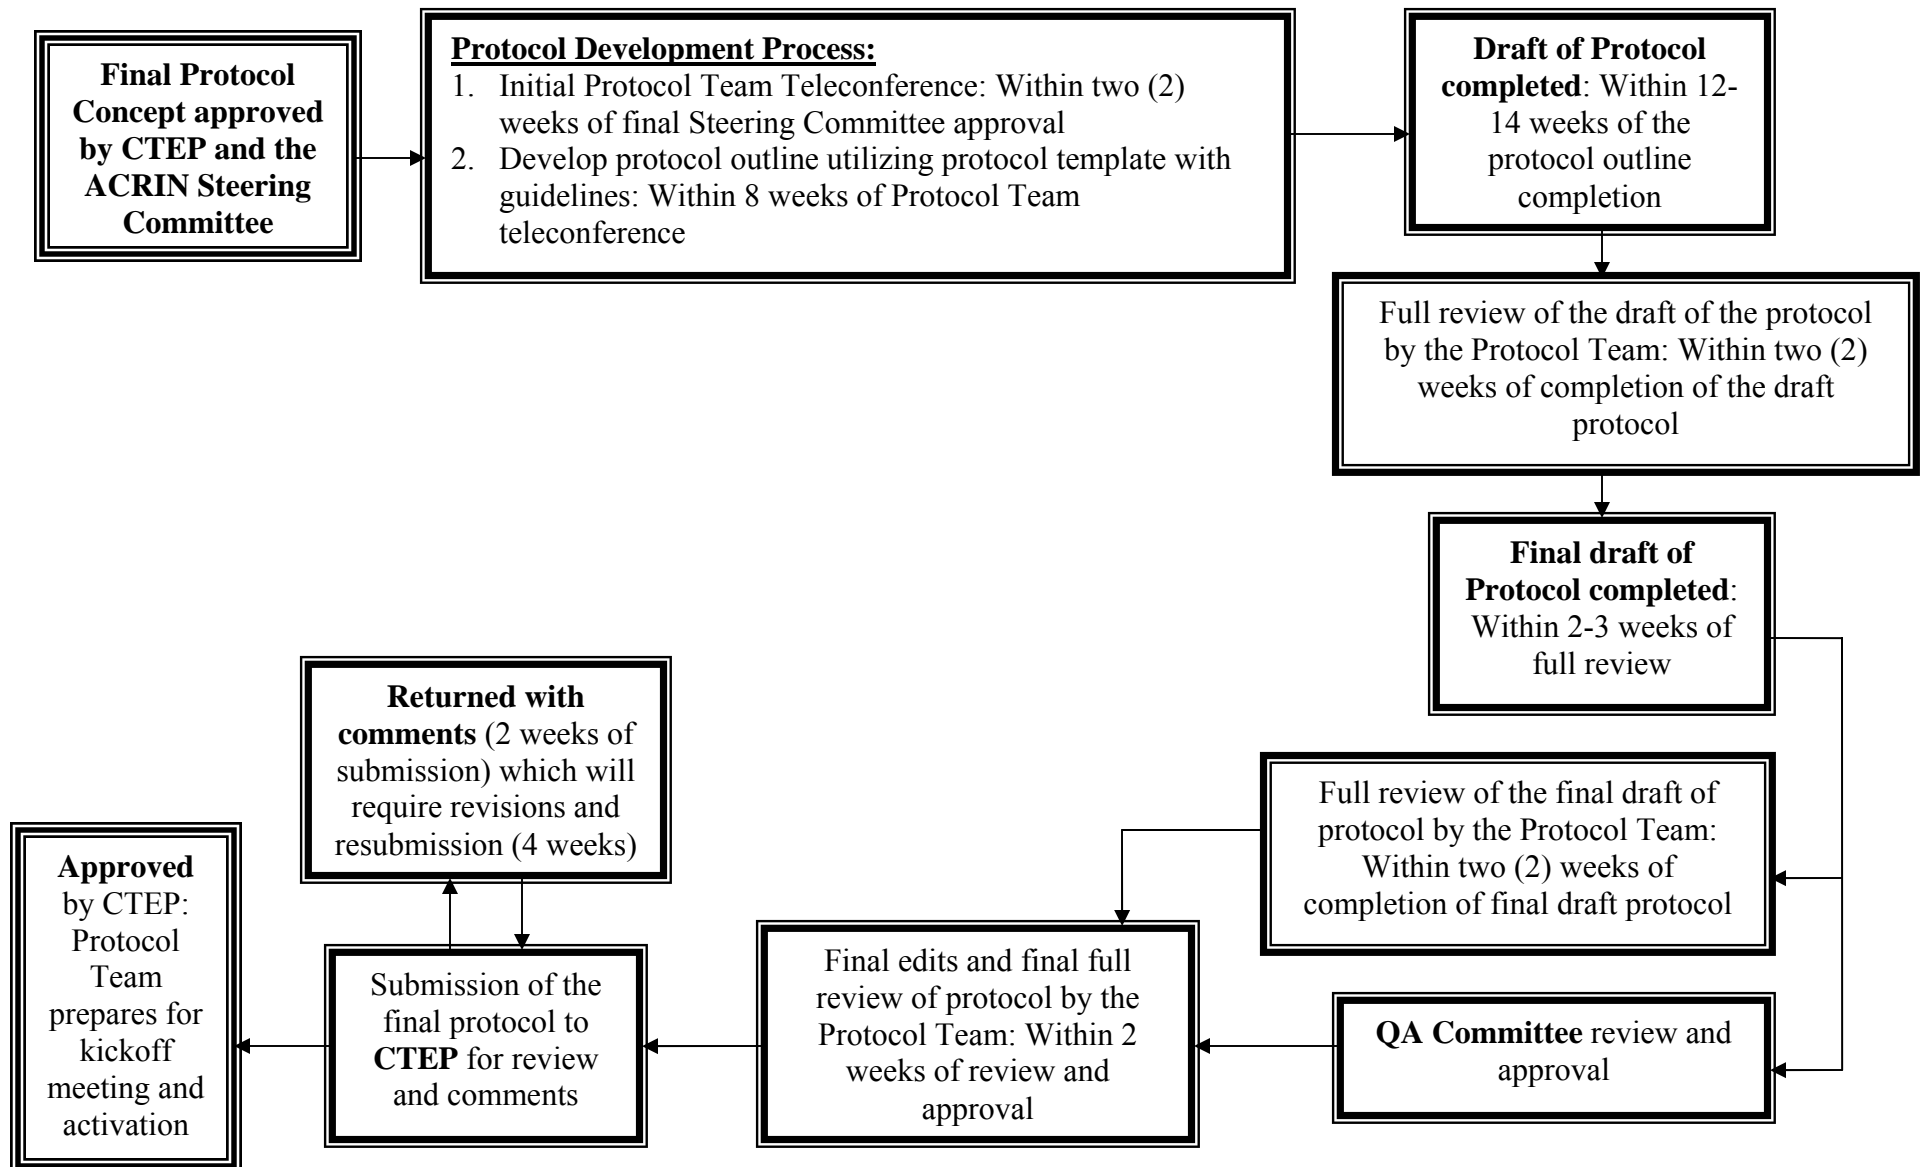 Final Protocol
Concept approved
by CTEP and the
ACRIN Steering
Committee
Protocol Development Process:
1. Initial Protocol Team Teleconference: Within two (2)
weeks of final Steering Committee approval
2. Develop protocol outline utilizing protocol template with
guidelines: Within 8 weeks of Protocol Team
teleconference
Draft of Protocol
completed: Within 12-
14 weeks of the
protocol outline
completion
Full review of the draft of the protocol
by the Protocol Team: Within two (2)
weeks of completion of the draft
protocol
Final draft of
Protocol completed:
Within 2-3 weeks of
full review
Full review of the final draft of
protocol by the Protocol Team:
Within two (2) weeks of
completion of final draft protocol
QA Committee review and
approval
Final edits and final full
review of protocol by the
Protocol Team: Within 2
weeks of review and
approval
Submission of the
final protocol to
CTEP for review
and comments
Returned with
comments (2 weeks of
submission) which will
require revisions and
resubmission (4 weeks)
Approved
by CTEP:
Protocol
Team
prepares for
kickoff
meeting and
activation